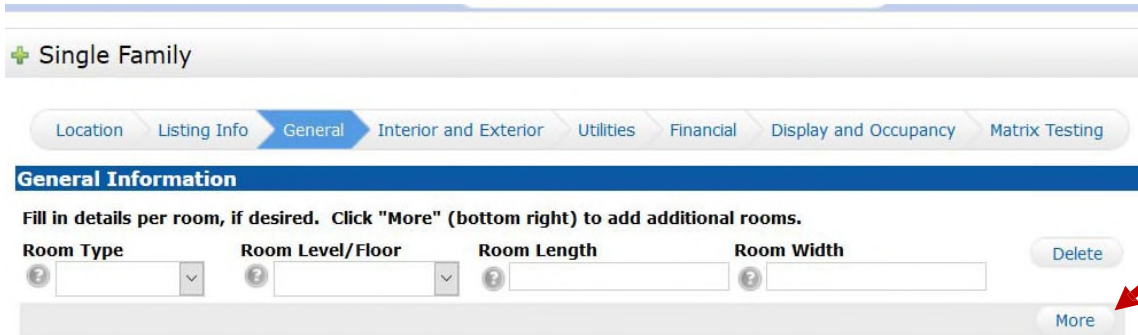 Single Family
Location Listing Info General Interior and Exterior Utilities Financial Display and Occupancy Matrix Testing
General Information
Fill in details per room, if desired. Click "More" (bottom right) to add additional rooms.
Room Type Room Level/Floor Room Length Room Width Delete
? ? ? ?
More